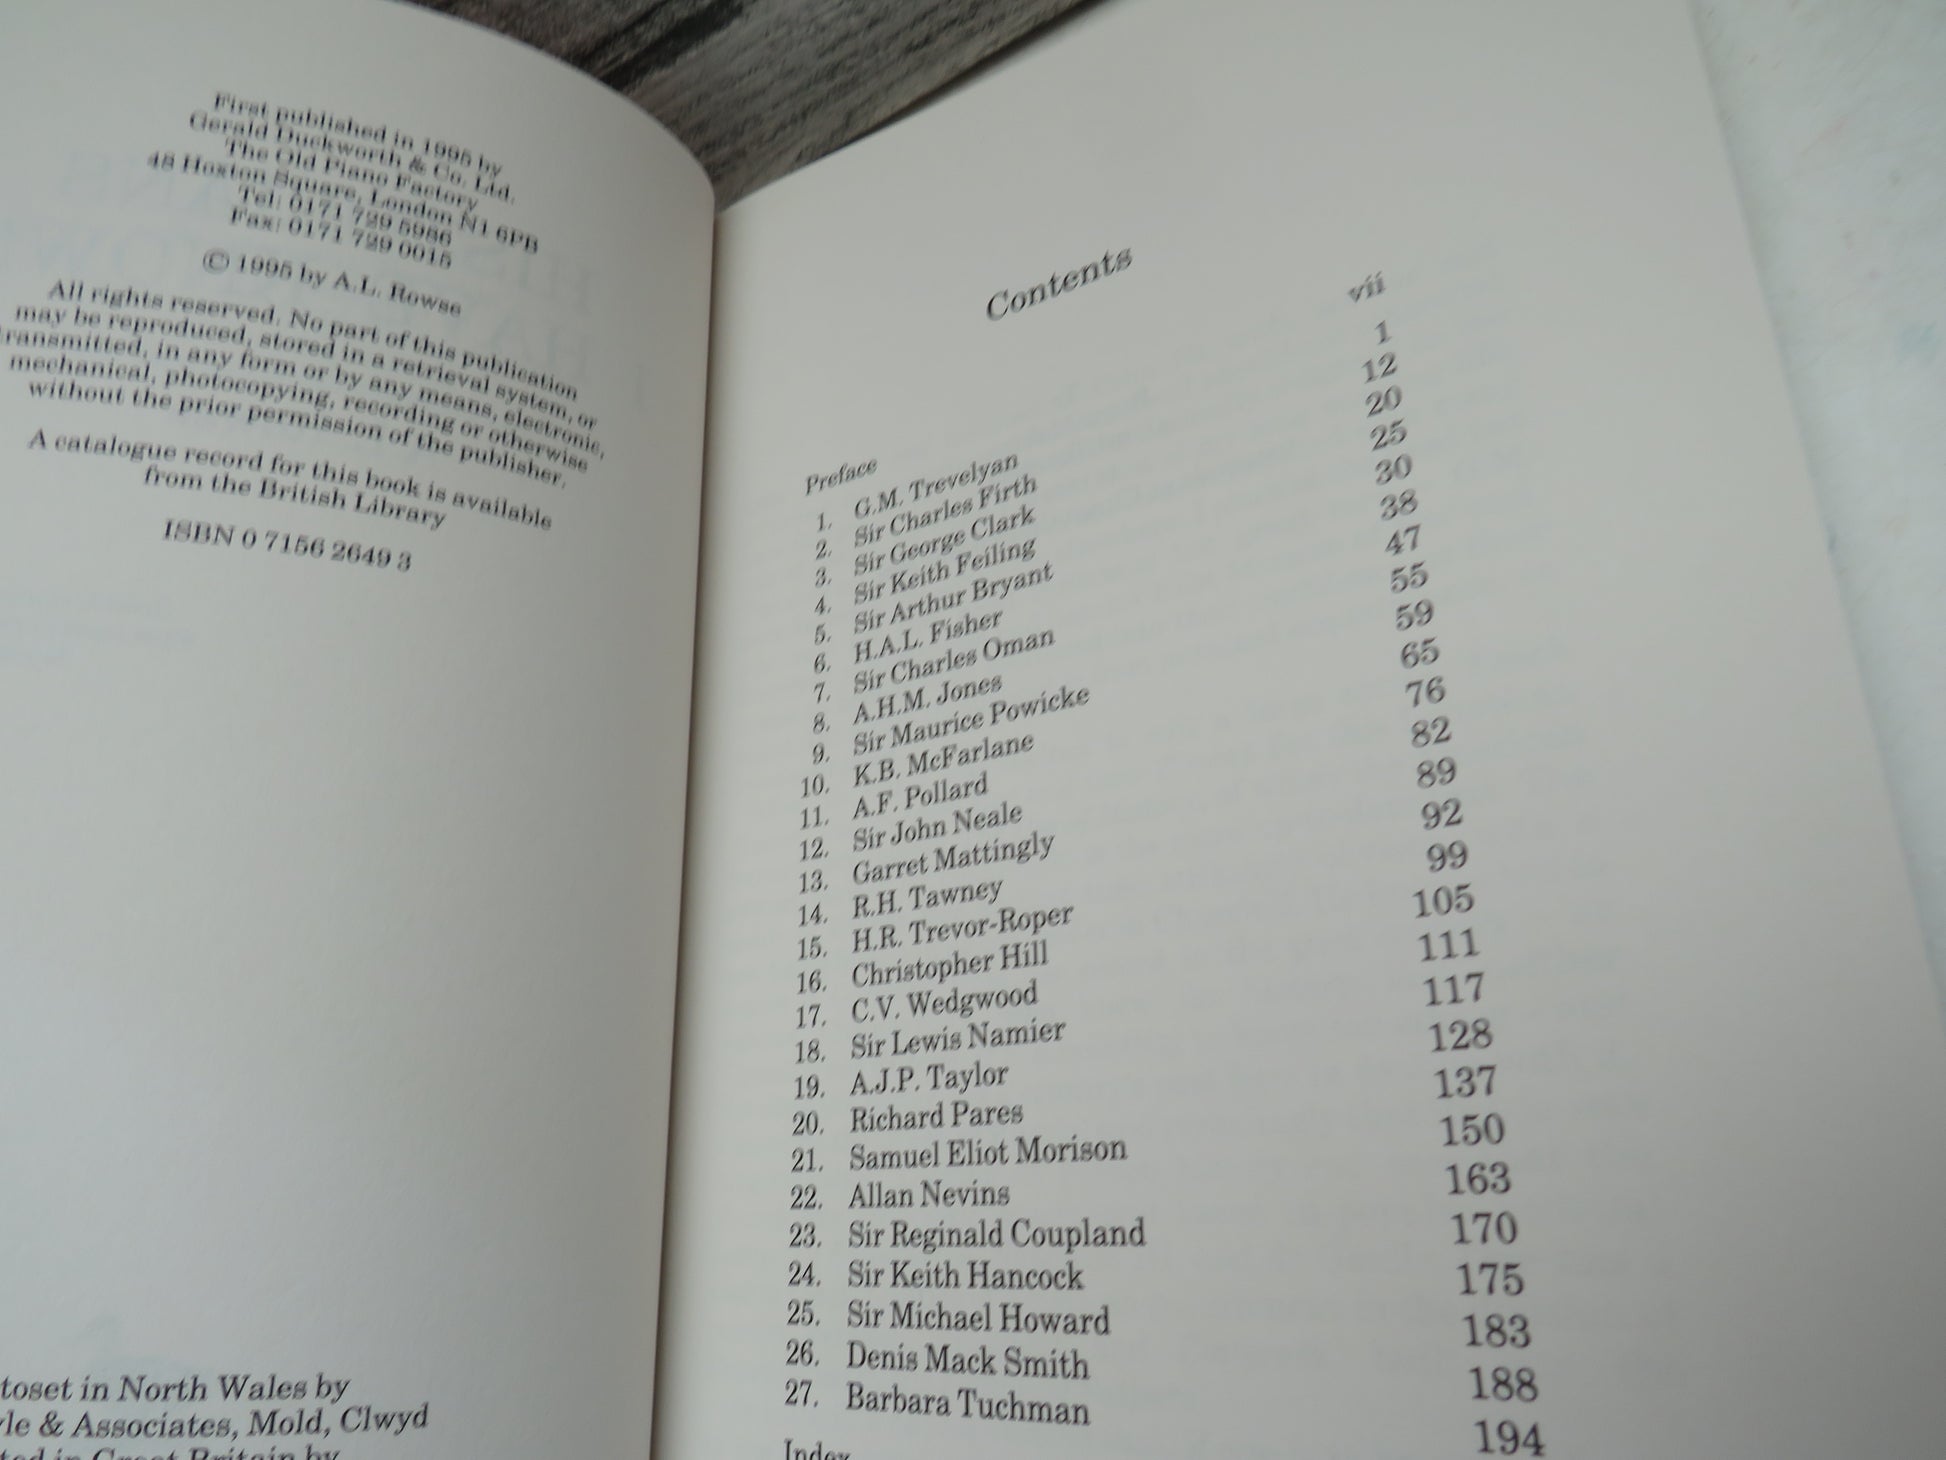 First published in 1995 by
Gerald Duckworth & Co. Ltd.
The Old Piano Factory
48 Hoxton Square, London N1 6PB
Tel: 0171 729 5986
Fax: 0171 729 0015
© 1995 by A.L. Rowse
All rights reserved. No part of this publication
may be reproduced, stored in a retrieval system, or
transmitted, in any form or by any means, electronic,
mechanical, photocopying, recording or otherwise
without the prior permission of the publisher.
A catalogue record for this book is available
from the British Library
ISBN 0 7156 2649 3
toset in North Wales by
yle & Associates, Mold, Clwyd
ted in Great Britain by
Contents
Preface vii
1. G.M. Trevelyan 1
2. Sir Charles Firth 12
3. Sir George Clark 20
4. Sir Keith Feiling 25
5. Sir Arthur Bryant 30
6. H.A.L. Fisher 38
7. Sir Charles Oman 47
8. A.H.M. Jones 55
9. Sir Maurice Powicke 59
10. K.B. McFarlane 65
11. A.F. Pollard 76
12. Sir John Neale 82
13. Garret Mattingly 89
14. R.H. Tawney 92
15. H.R. Trevor-Roper 99
16. Christopher Hill 105
17. C.V. Wedgwood 111
18. Sir Lewis Namier 117
19. A.J.P. Taylor 128
20. Richard Pares 137
21. Samuel Eliot Morison 150
22. Allan Nevins 163
23. Sir Reginald Coupland 170
24. Sir Keith Hancock 175
25. Sir Michael Howard 183
26. Denis Mack Smith 188
27. Barbara Tuchman 194
Index